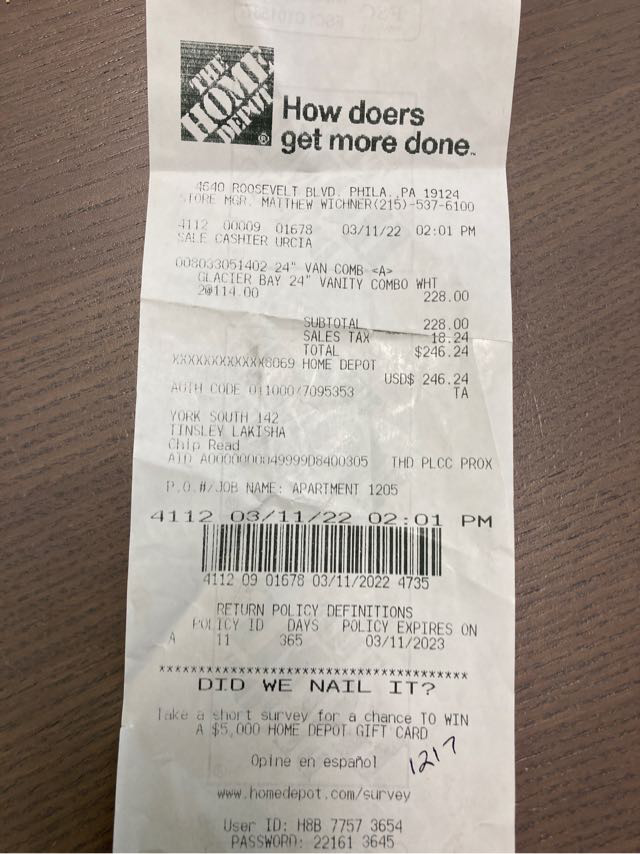 THE
HOME
DEPOT
How doers
get more done.
4640 ROOSEVELT BLVD. PHILA.,PA 19124
STORE MGR. MATTHEW WICHNER(215)-537-6100
4112 00009 01678 03/11/22 02:01 PM
SALE CASHIER URCIA
008033051402 24" VAN COMB <A>
GLACIER BAY 24" VANITY COMBO WHT
2@114.00 228.00
SUBTOTAL 228.00
SALES TAX 18.24
TOTAL $246.24
XXXXXXXXXXXX8069 HOME DEPOT
USD$ 246.24
AUTH CODE 011000/7095353 TA
YORK SOUTH 142
TINSLEY LAKISHA
Chip Read
AID A0000000049999D8400305 THD PLCC PROX
P.O.#/JOB NAME: APARTMENT 1205
4112 03/11/22 02:01 PM
4112 09 01678 03/11/2022 4735
RETURN POLICY DEFINITIONS
POLICY ID DAYS POLICY EXPIRES ON
A 11 365 03/11/2023
DID WE NAIL IT?
Take a short survey for a chance TO WIN
A $5,000 HOME DEPOT GIFT CARD
Opine en español
1217
www.homedepot.com/survey
User ID: H8B 7757 3654
PASSWORD: 22161 3645